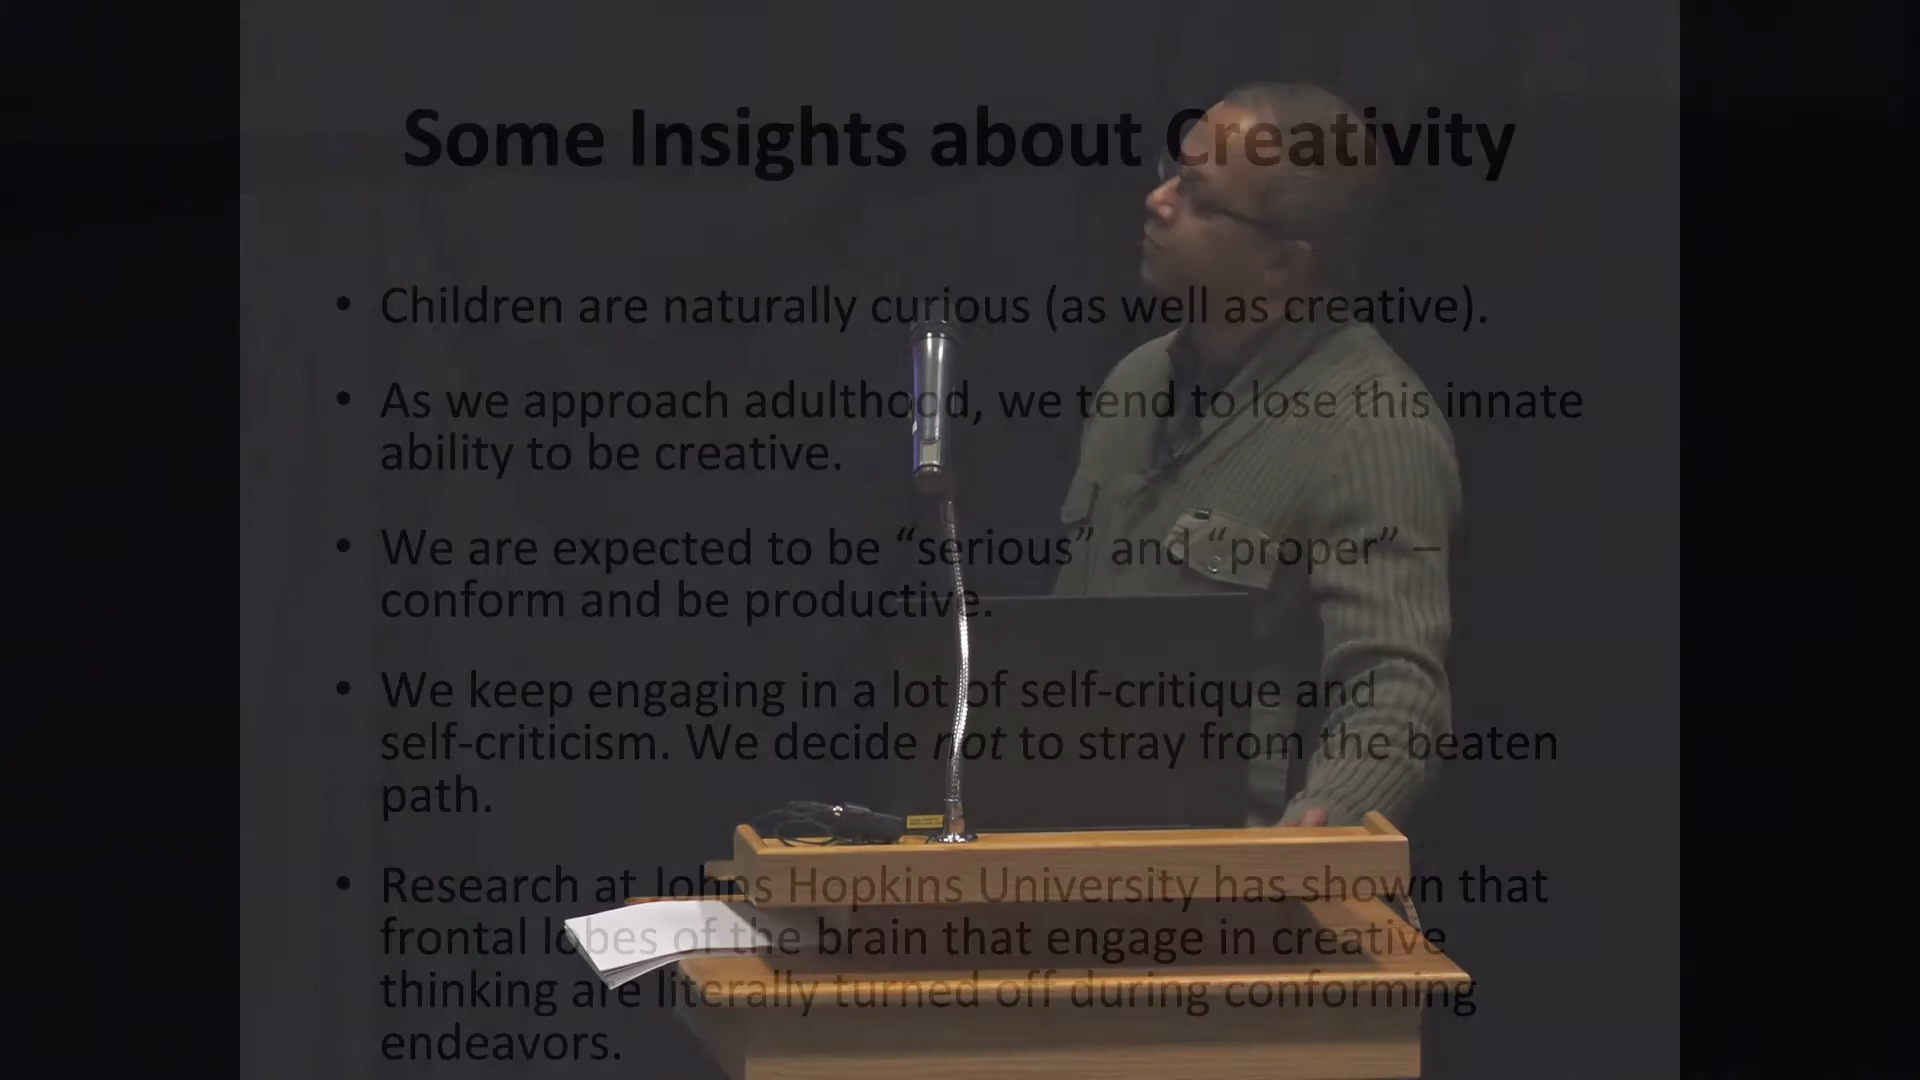 Some Insights about Creativity
• Children are naturally curious (as well as creative).
• As we approach adulthood, we tend to lose this innate
ability to be creative.
• We are expected to be “serious” and “proper” –
conform and be productive.
• We keep engaging in a lot of self-critique and
self-criticism. We decide not to stray from the beaten
path.
• Research at Johns Hopkins University has shown that
frontal lobes of the brain that engage in creative
thinking are literally turned off during conforming
endeavors.